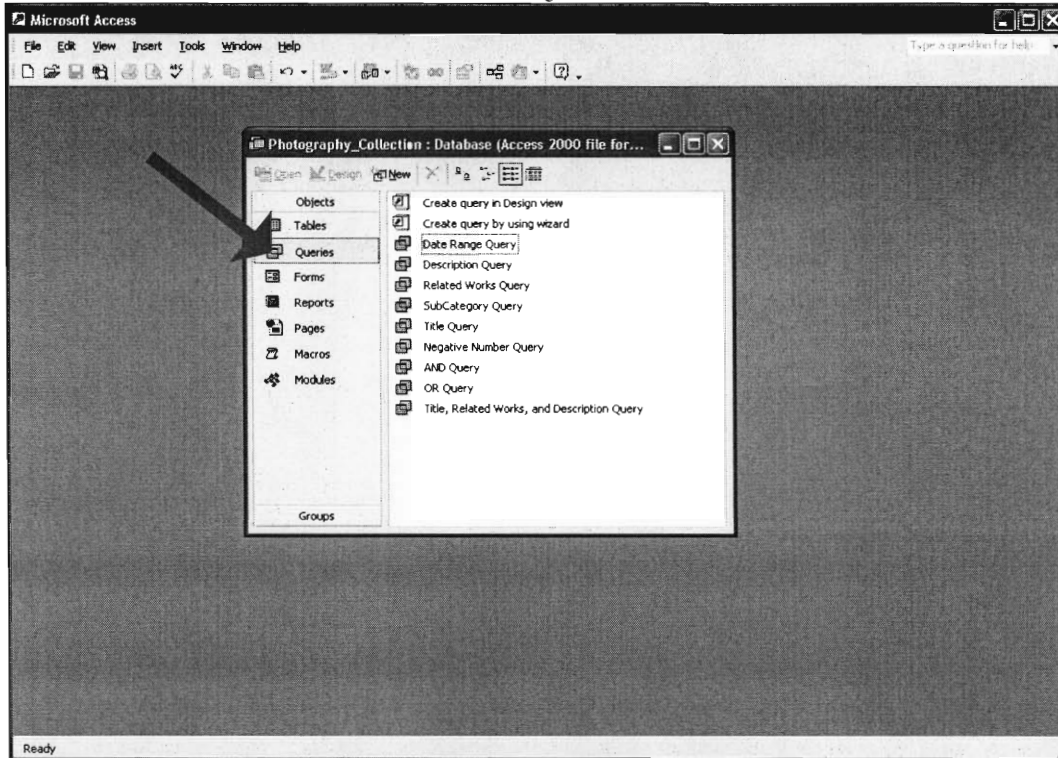 Microsoft Access
File Edit View Insert Tools Window Help
Type a question for help
Photography_Collection : Database (Access 2000 file for...
Open Design New
Objects
Tables
Queries
Forms
Reports
Pages
Macros
Modules
Groups
Create query in Design view
Create query by using wizard
Date Range Query
Description Query
Related Works Query
SubCategory Query
Title Query
Negative Number Query
AND Query
OR Query
Title, Related Works, and Description Query
Ready